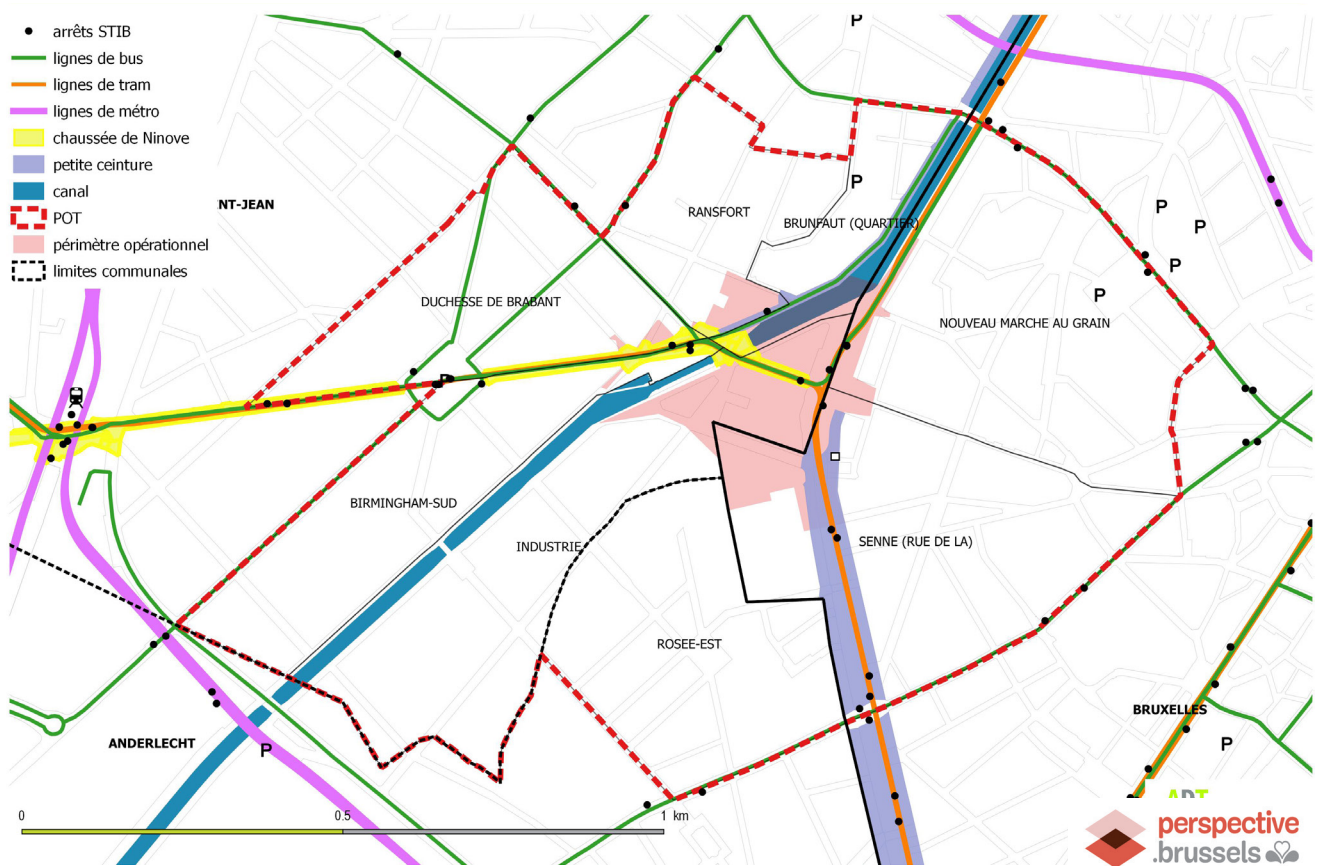 arrêts STIB
lignes de bus
lignes de tram
lignes de métro
chaussée de Ninove
petite ceinture
canal
POT
périmètre opérationnel
limites communales
P
NT-JEAN
RANSFORT
P
BRUNFAUT (QUARTIER)
P
P
P
P
DUCHESSE DE BRABANT
NOUVEAU MARCHE AU GRAIN
P
BIRMINGHAM-SUD
INDUSTRIE
SENNE (RUE DE LA)
ROSEE-EST
BRUXELLES
ANDERLECHT
P
P
0 0.5 1 km
perspective
.brussels